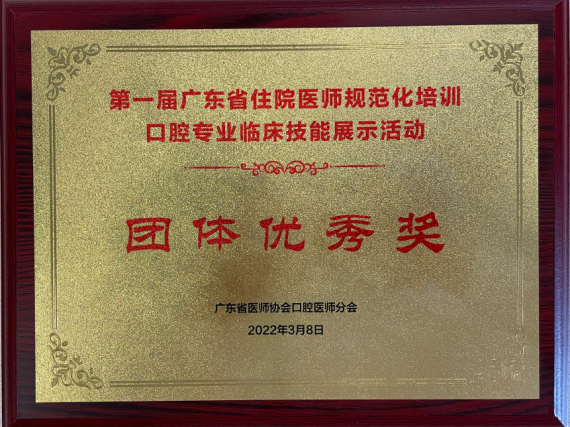 第一届广东省住院医师规范化培训
口腔专业临床技能展示活动
团体优秀奖
广东省医师协会口腔医师分会
2022年3月8日